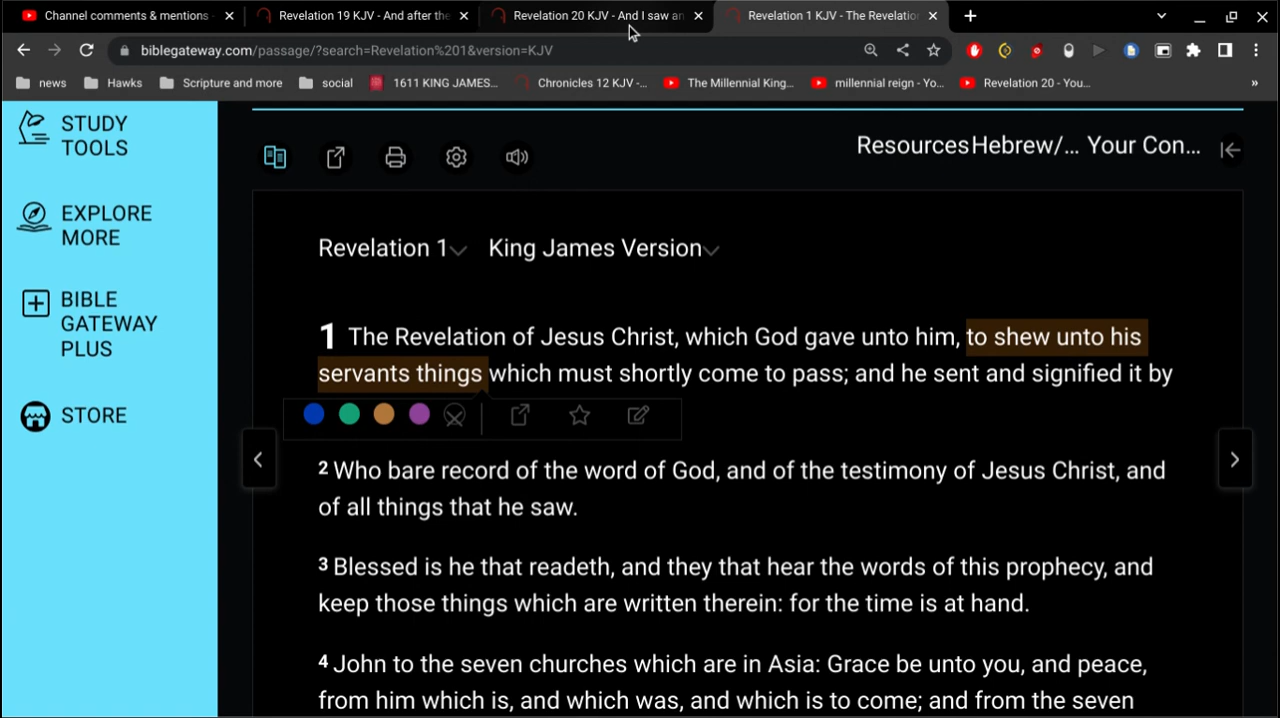 Channel comments & mentions -
Revelation 19 KJV - And after the
Revelation 20 KJV - And I saw an
Revelation 1 KJV - The Revelatio
biblegateway.com/passage/?search=Revelation%201&version=KJV
news
Hawks
Scripture and more
social
1611 KING JAMES...
Chronicles 12 KJV -...
The Millennial King...
millennial reign - Yo...
Revelation 20 - You...
»
STUDY
TOOLS
EXPLORE
MORE
BIBLE
GATEWAY
PLUS
STORE
Resources Hebrew/... Your Con...
Revelation 1 King James Version
1 The Revelation of Jesus Christ, which God gave unto him, to shew unto his
servants things which must shortly come to pass; and he sent and signified it by
2 Who bare record of the word of God, and of the testimony of Jesus Christ, and
of all things that he saw.
3 Blessed is he that readeth, and they that hear the words of this prophecy, and
keep those things which are written therein: for the time is at hand.
4 John to the seven churches which are in Asia: Grace be unto you, and peace,
from him which is, and which was, and which is to come; and from the seven